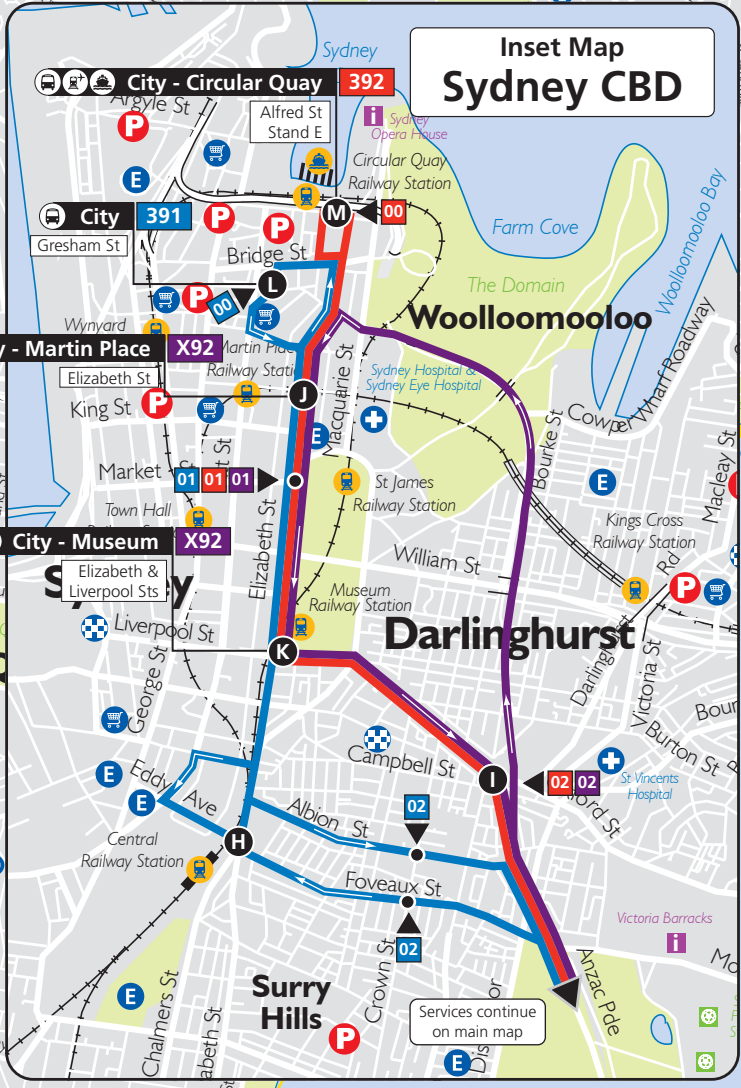 Inset Map
Sydney CBD
Sydney
City - Circular Quay 392
Alfred St
Stand E
Argyle St
Sydney
Opera House
Circular Quay
Railway Station
E
M
00
City 391
Gresham St
Bridge St
L
00
Farm Cove
Woolloomooloo Bay
The Domain
Woolloomooloo
Wynyard
y - Martin Place X92
Martin Place
Railway Station
Elizabeth St
King St
J
Macquarie St
Sydney Hospital &
Sydney Eye Hospital
Cowper Wharf Roadway
Bourke St
Macleay St
E
E
Market St
01 01 01
St James
Railway Station
Town Hall
Kings Cross
Railway Station
City - Museum X92
Elizabeth &
Liverpool Sts
Sydney
Elizabeth St
William St
Museum
Railway Station
Rd
P
Liverpool St
K
Darlinghurst
Darlinghurst
Victoria St
George St
Burton St
Bour
E
Eddy Ave
E
Campbell St
I
02 02
St Vincents
Hospital
02
Albion St
H
Central
Railway Station
Foveaux St
02
Victoria Barracks
Crown St
Anzac Pde
Surry
Hills
Chalmers St
E
Services continue
on main map
P
E